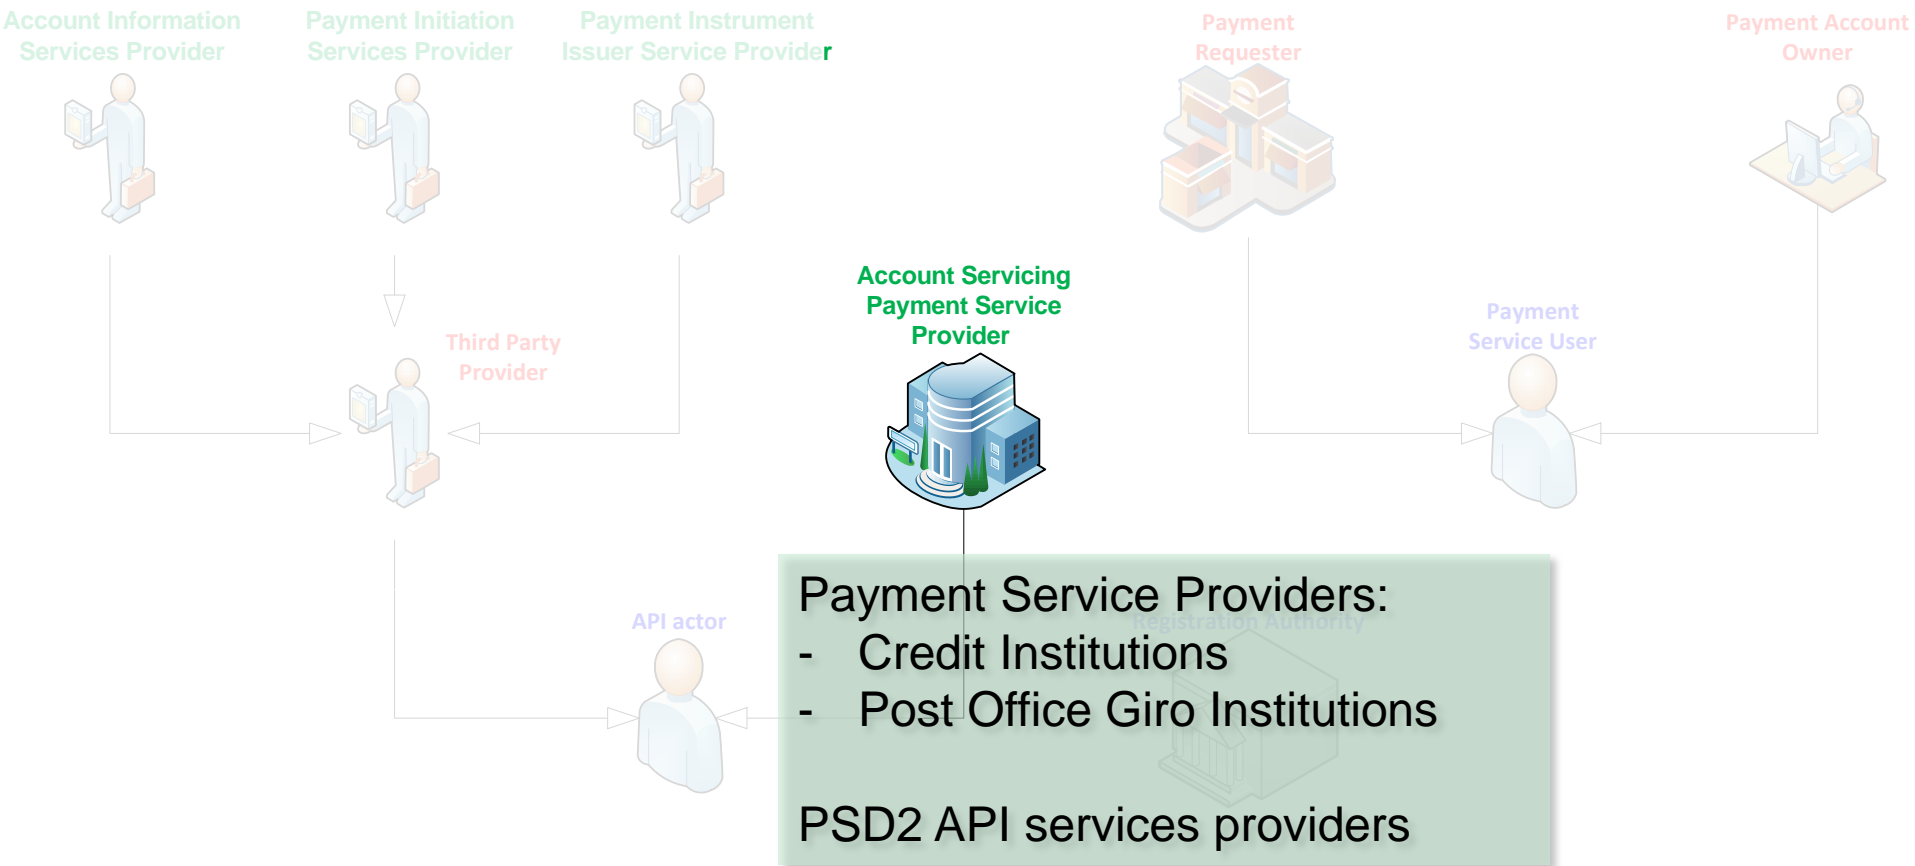 Account Information
Services Provider
Payment Initiation
Services Provider
Payment Instrument
Issuer Service Provider
Payment
Requester
Payment Account
Owner
Account Servicing
Payment Service
Provider
Third Party
Provider
Payment
Service User
API actor
Registration Authority
Payment Service Providers:
- Credit Institutions
- Post Office Giro Institutions
PSD2 API services providers